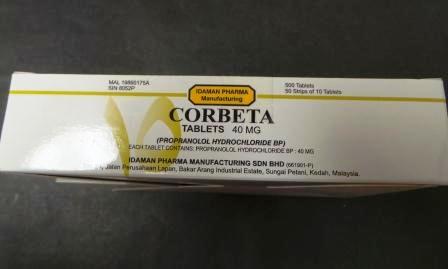 MAL 19860175A
SIN 8052P
IDAMAN PHARMA
Manufacturing
500 Tablets
50 Strips of 10 Tablets
CORBETA
TABLETS 40 MG
(PROPRANOLOL HYDROCHLORIDE BP)
EACH TABLET CONTAINS: PROPRANOLOL HYDROCHLORIDE BP : 40 MG
IDAMAN PHARMA MANUFACTURING SDN BHD (661901-P)
Jalan Perusahaan Lapan, Bakar Arang Industrial Estate, Sungai Petani, Kedah, Malaysia.